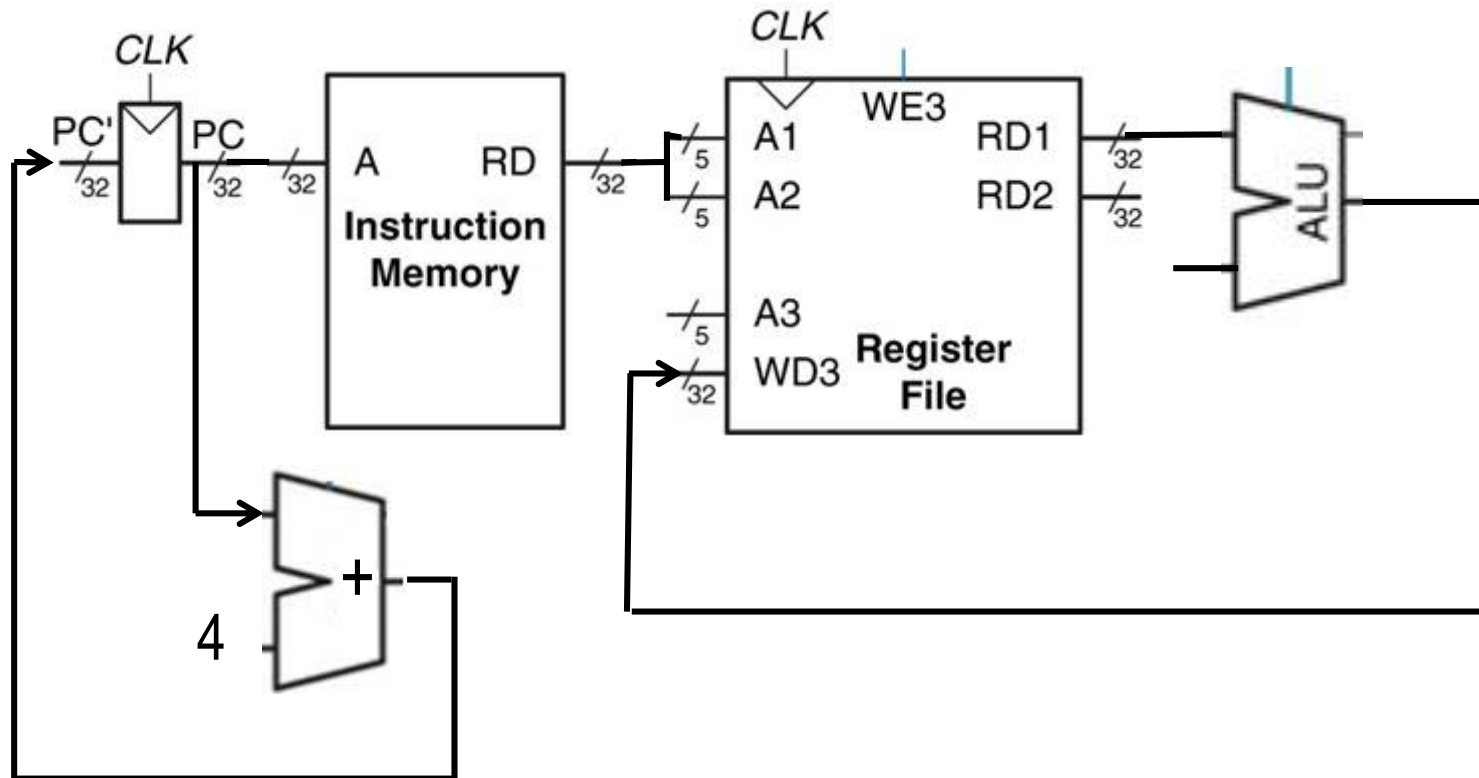 CLK
PC'
32
PC
32
32
A
RD
Instruction
Memory
32
CLK
WE3
5
A1
5
A2
5
A3
32
WD3
RD1
32
RD2
32
Register
File
ALU
+
4